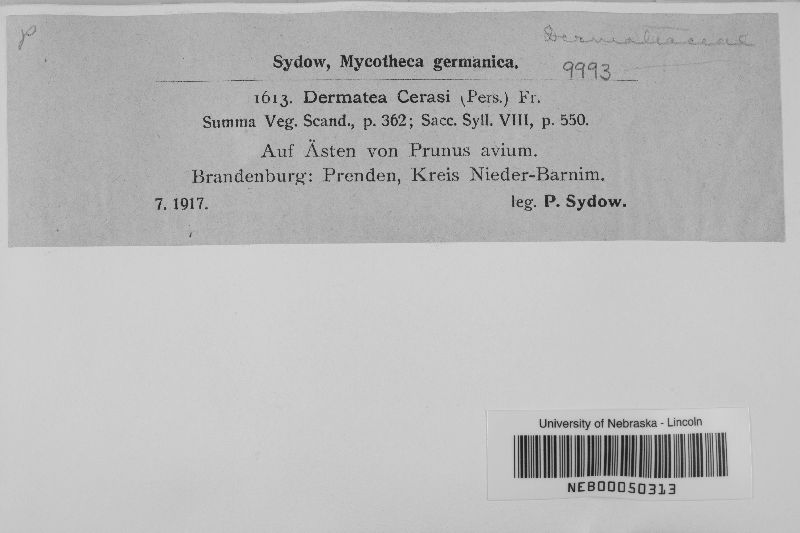 p
Dermateaceae
Sydow, Mycotheca germanica.
9993
1613. Dermatea Cerasi (Pers.) Fr.
Summa Veg. Scand., p. 362; Sacc. Syll. VIII, p. 550.
Auf Ästen von Prunus avium.
Brandenburg: Prenden, Kreis Nieder-Barnim.
7. 1917. leg. P. Sydow.
University of Nebraska - Lincoln
NEB00050313